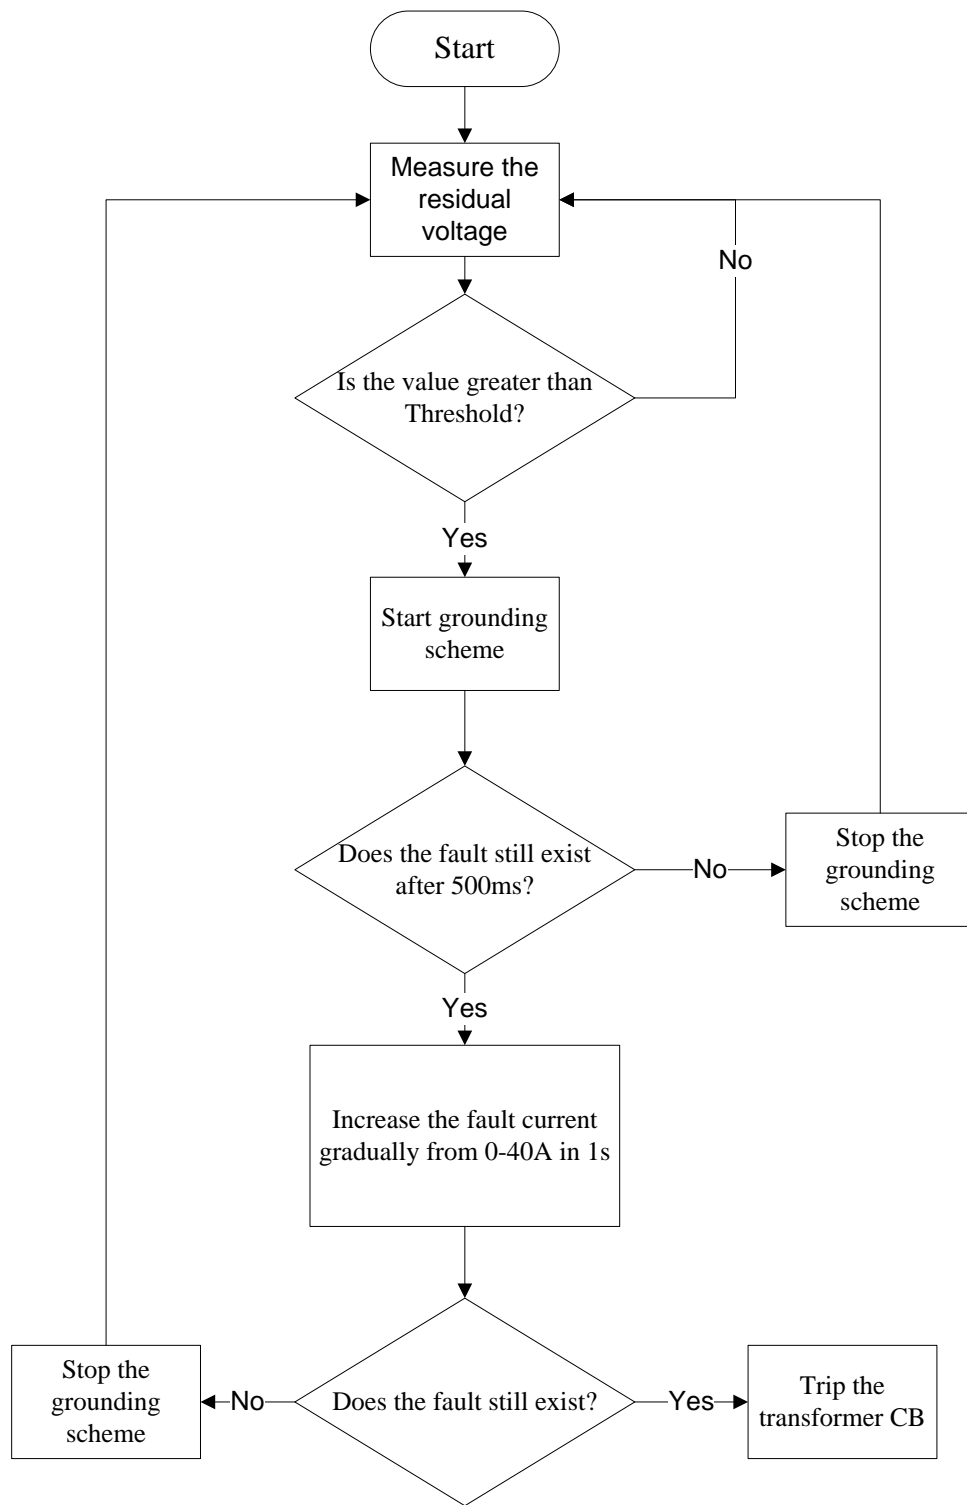 Start
Measure the
residual
voltage
No
Is the value greater than
Threshold?
Yes
Start grounding
scheme
Does the fault still exist
after 500ms?
No
Stop the
grounding
scheme
Yes
Increase the fault current
gradually from 0-40A in 1s
Stop the
grounding
scheme
No
Does the fault still exist?
Yes
Trip the
transformer CB